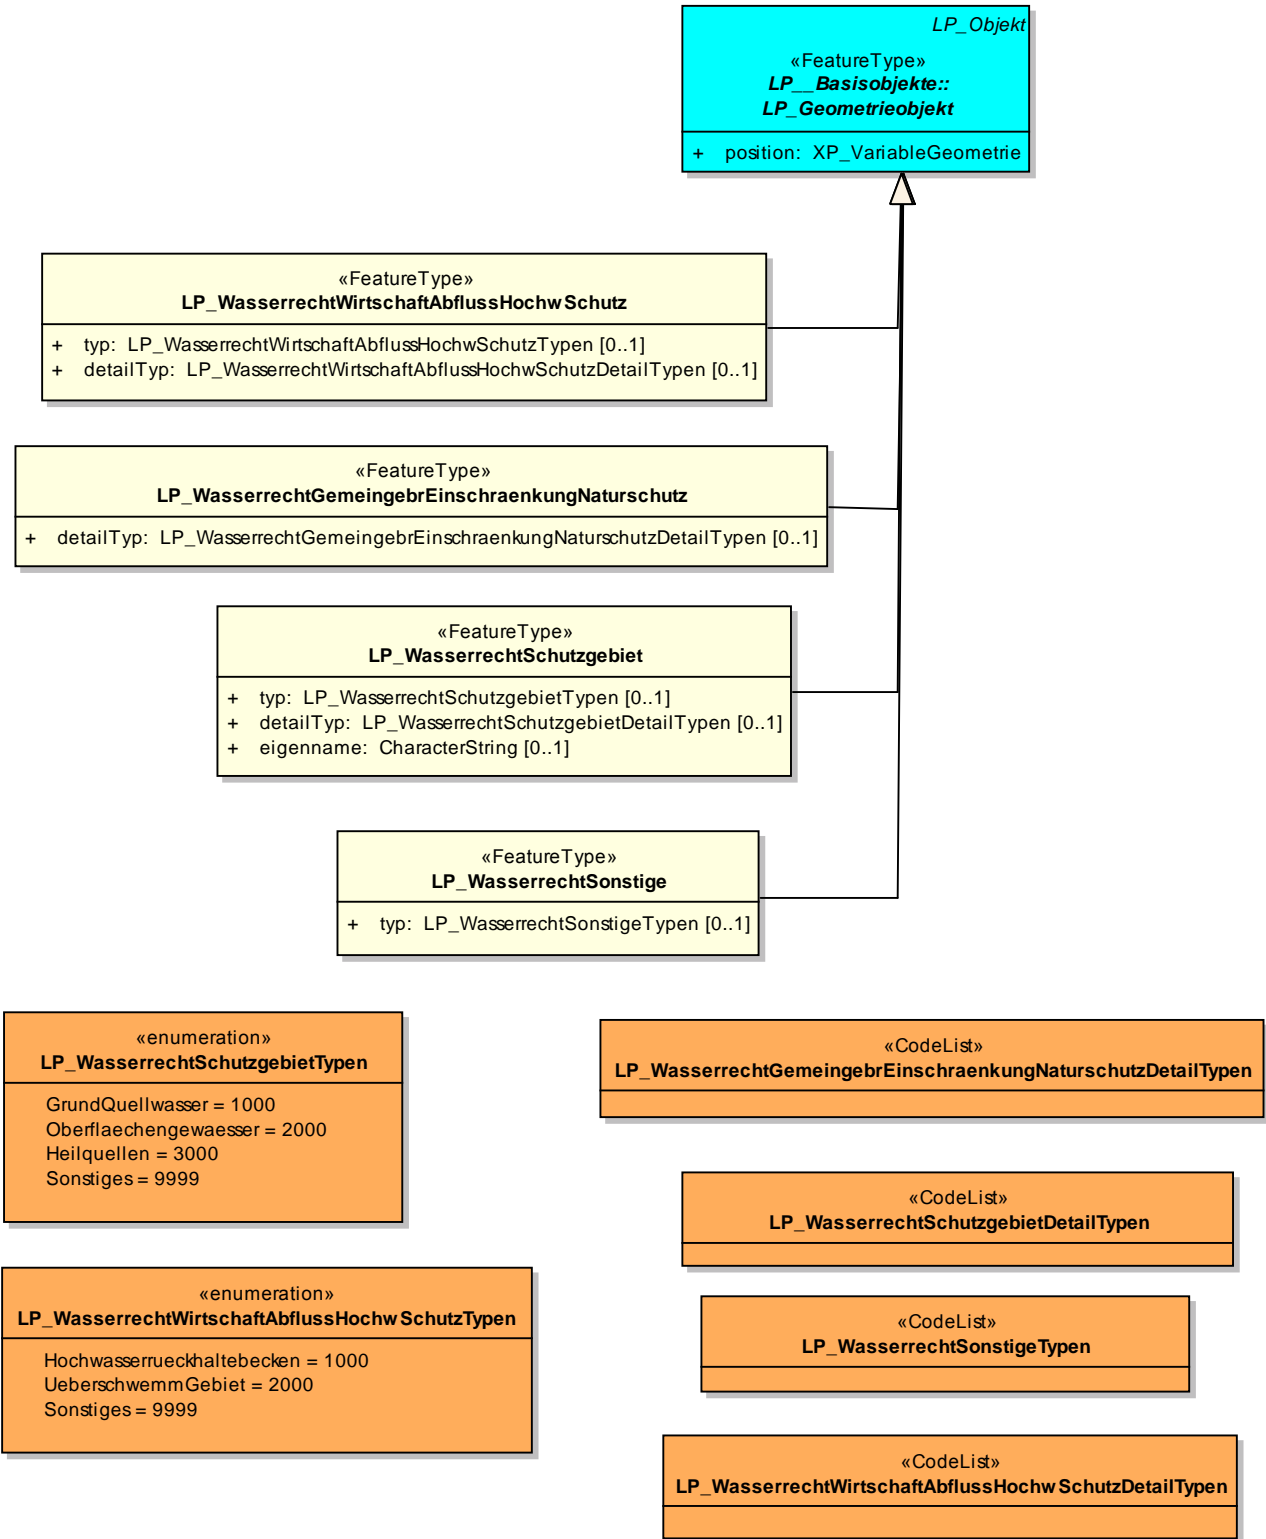 LP_Objekt
«FeatureType»
LP__Basisobjekte::
LP_Geometrieobjekt
+ position: XP_VariableGeometrie
«FeatureType»
LP_WasserrechtWirtschaftAbflussHochwSchutz
+ typ: LP_WasserrechtWirtschaftAbflussHochwSchutzTypen [0..1]
+ detailTyp: LP_WasserrechtWirtschaftAbflussHochwSchutzDetailTypen [0..1]
«FeatureType»
LP_WasserrechtGemeingebrEinschraenkungNaturschutz
+ detailTyp: LP_WasserrechtGemeingebrEinschraenkungNaturschutzDetailTypen [0..1]
«FeatureType»
LP_WasserrechtSchutzgebiet
+ typ: LP_WasserrechtSchutzgebietTypen [0..1]
+ detailTyp: LP_WasserrechtSchutzgebietDetailTypen [0..1]
+ eigenname: CharacterString [0..1]
«FeatureType»
LP_WasserrechtSonstige
+ typ: LP_WasserrechtSonstigeTypen [0..1]
«enumeration»
LP_WasserrechtSchutzgebietTypen
GrundQuellwasser = 1000
Oberflaechengewaesser = 2000
Heilquellen = 3000
Sonstiges = 9999
«enumeration»
LP_WasserrechtWirtschaftAbflussHochwSchutzTypen
Hochwasserrueckhaltebecken = 1000
UeberschwemmGebiet = 2000
Sonstiges = 9999
«CodeList»
LP_WasserrechtGemeingebrEinschraenkungNaturschutzDetailTypen
«CodeList»
LP_WasserrechtSchutzgebietDetailTypen
«CodeList»
LP_WasserrechtSonstigeTypen
«CodeList»
LP_WasserrechtWirtschaftAbflussHochwSchutzDetailTypen